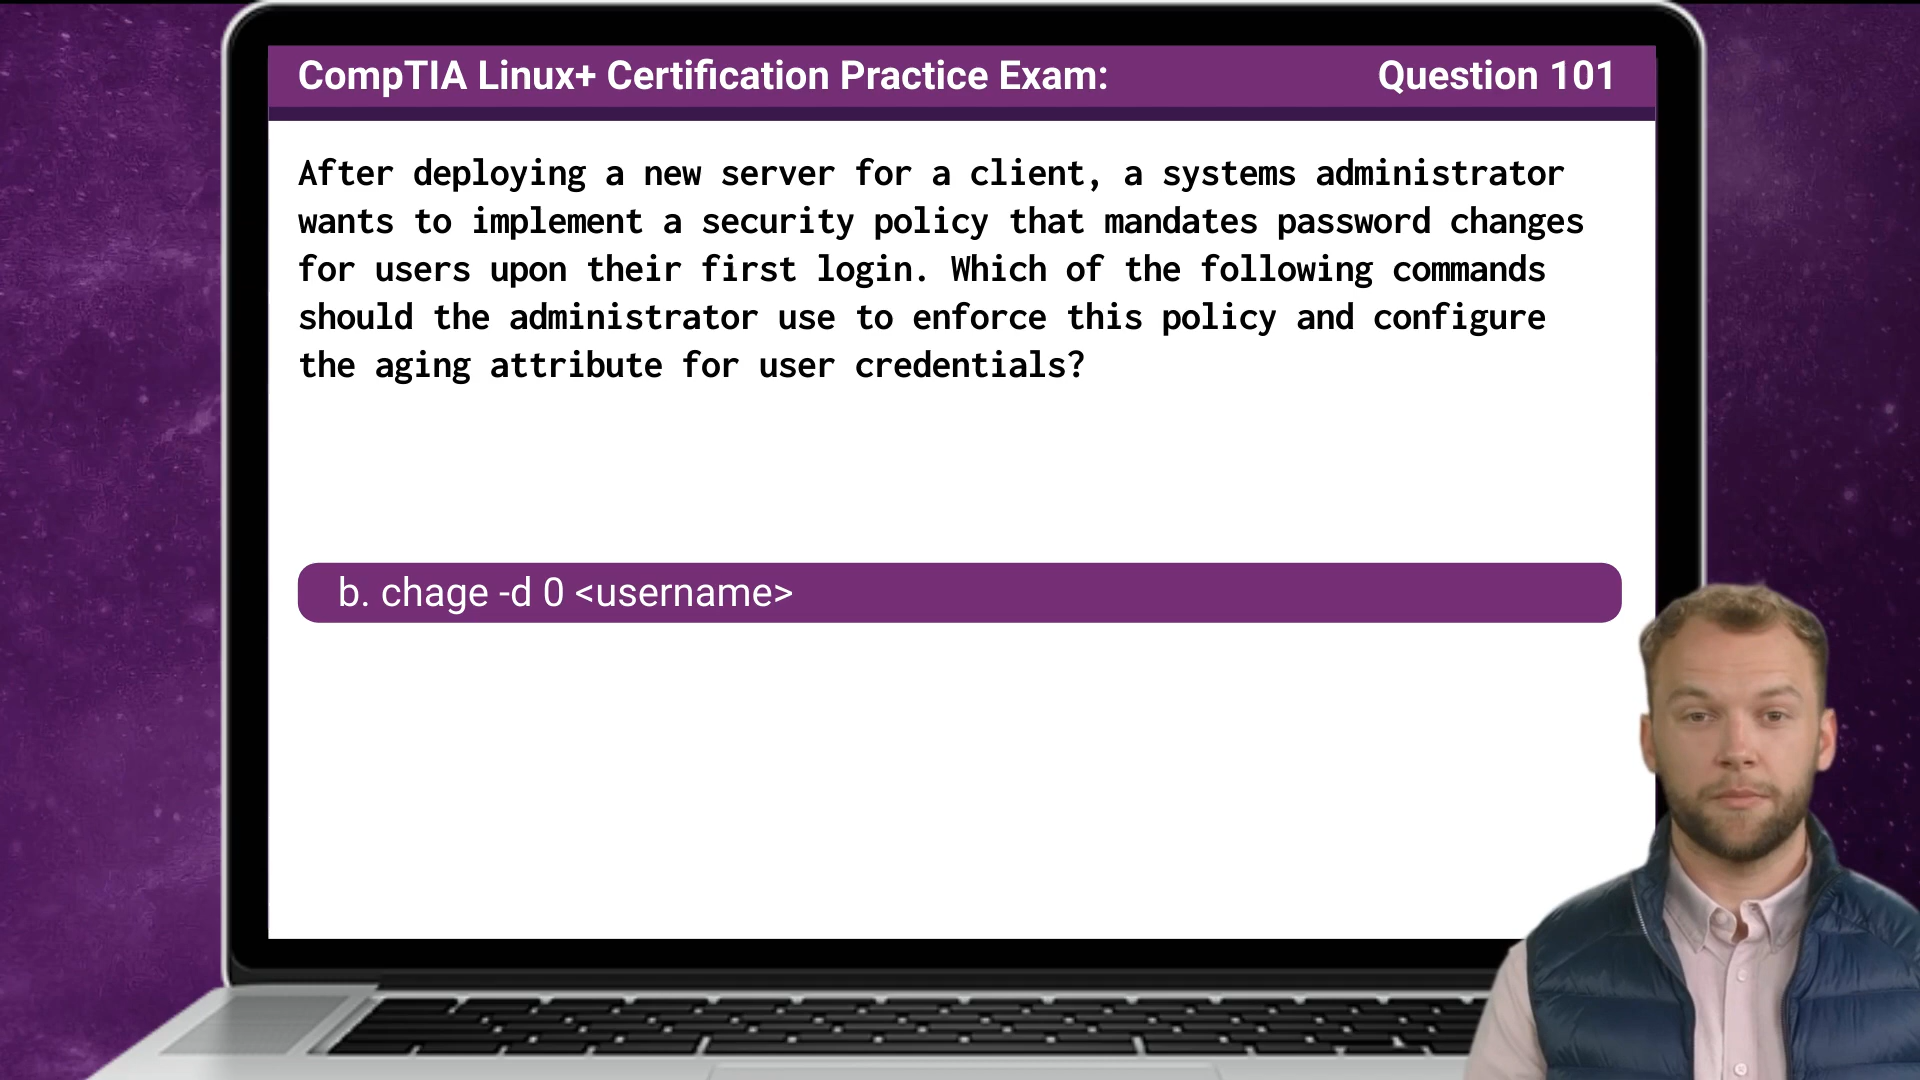 CompTIA Linux+ Certification Practice Exam: Question 101
After deploying a new server for a client, a systems administrator
wants to implement a security policy that mandates password changes
for users upon their first login. Which of the following commands
should the administrator use to enforce this policy and configure
the aging attribute for user credentials?
b. chage -d 0 <username>